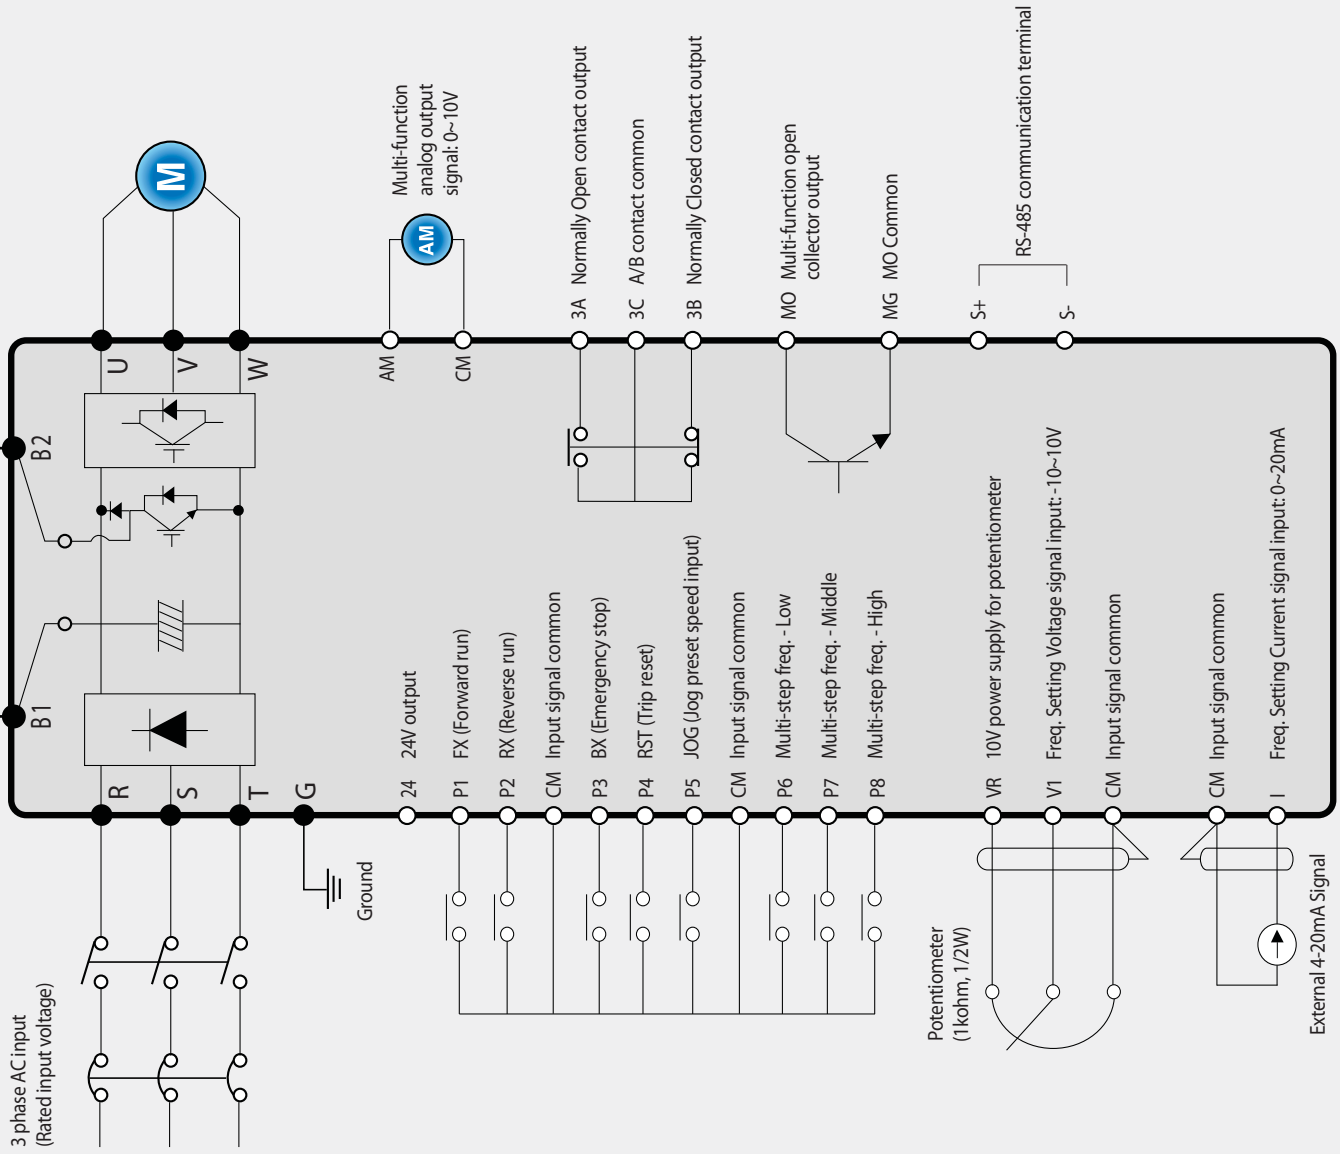 3 phase AC input
(Rated input voltage)
R
S
T
G
Ground
B1
B2
U
V
W
M
24 24V output
P1 FX (Forward run)
P2 RX (Reverse run)
CM Input signal common
P3 BX (Emergency stop)
P4 RST (Trip reset)
P5 JOG (Jog preset speed input)
CM Input signal common
P6 Multi-step freq. - Low
P7 Multi-step freq. - Middle
P8 Multi-step freq. - High
Potentiometer
(1kohm, 1/2W)
VR 10V power supply for potentiometer
V1 Freq. Setting Voltage signal input: -10~10V
CM Input signal common
CM Input signal common
I Freq. Setting Current signal input: 0~20mA
External 4-20mA Signal
AM
CM
AM
Multi-function
analog output
signal: 0~10V
3A Normally Open contact output
3C A/B contact common
3B Normally Closed contact output
MO Multi-function open
collector output
MG MO Common
S+
S-
RS-485 communication terminal